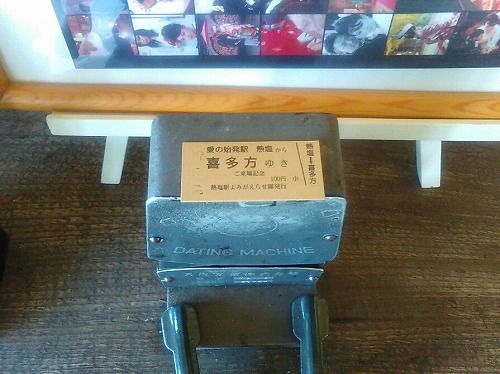 愛の始発駅 熱塩から
喜多方ゆき
ご来場記念
100円 小
熱塩駅よみがえらせ隊発行
熱塩➡喜多方
DATING MACHINE